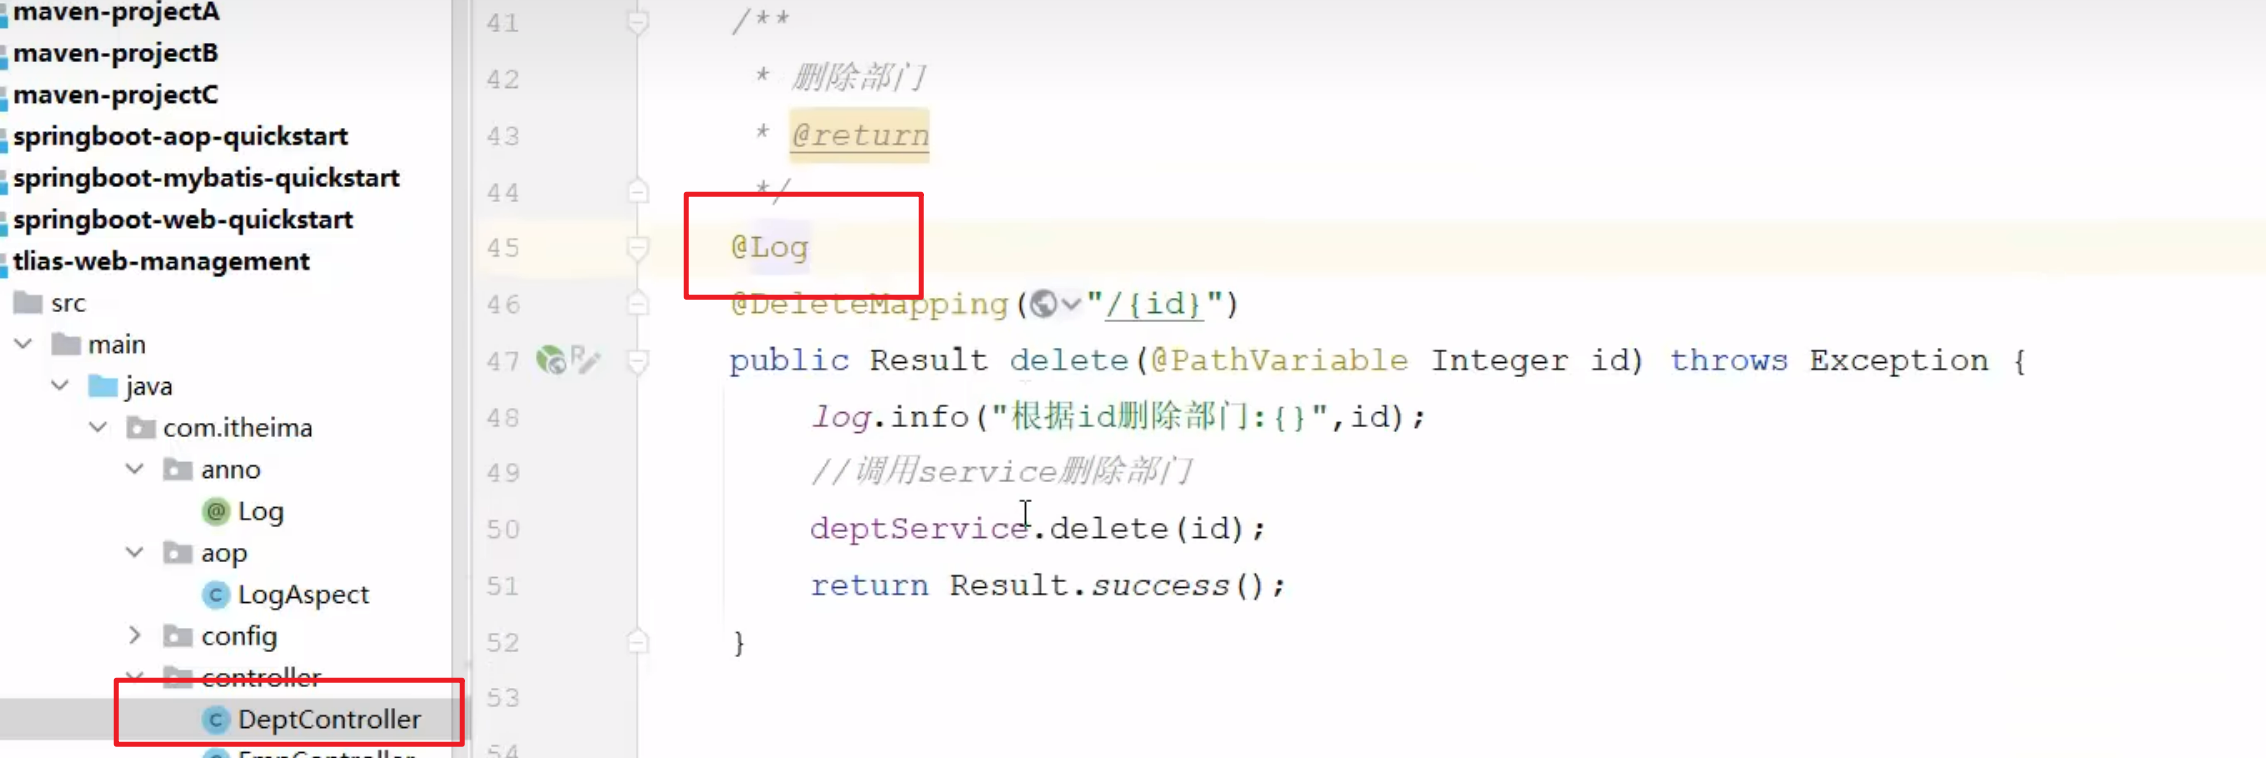 maven-projectA
maven-projectB
maven-projectC
springboot-aop-quickstart
springboot-mybatis-quickstart
springboot-web-quickstart
tlias-web-management
src
main
java
com.itheima
anno
Log
aop
LogAspect
config
controller
DeptController
EmpController
41 /**
42 * 删除部门
43 * @return
44 */
45 @Log
46 @DeleteMapping("/{id}")
47 public Result delete(@PathVariable Integer id) throws Exception {
48 log.info("根据id删除部门:{}",id);
49 //调用service删除部门
50 deptService.delete(id);
51 return Result.success();
52 }
53
54